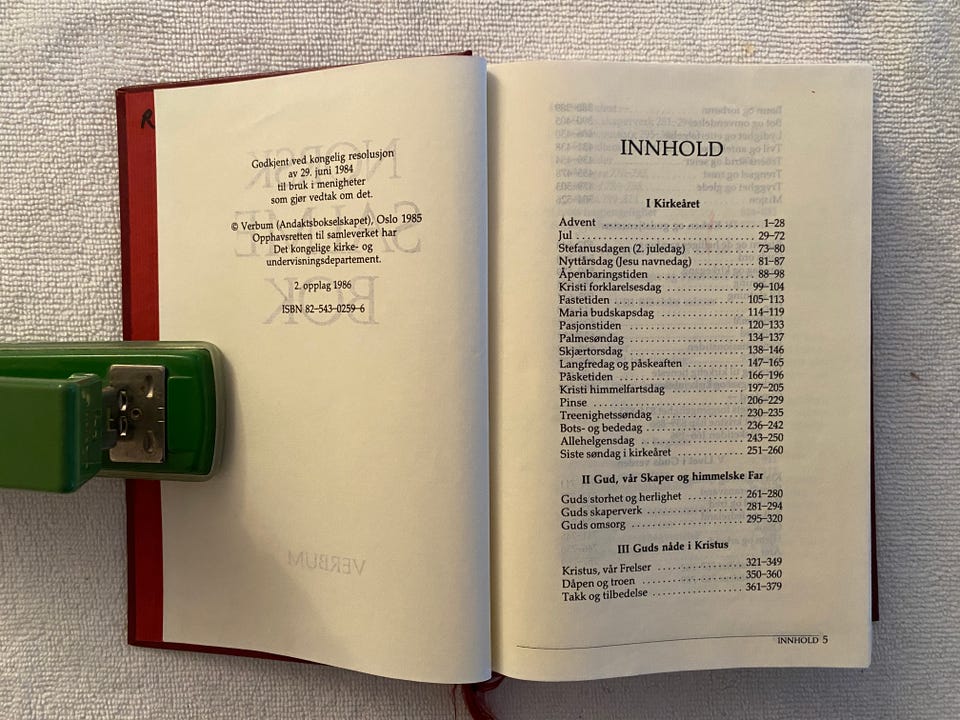 R
Godkjent ved kongelig resolusjon
av 29. juni 1984
til bruk i menigheter
som gjør vedtak om det.
© Verbum (Andaktsbokselskapet), Oslo 1985
Opphavsretten til samleverket har
Det kongelige kirke- og
undervisningsdepartement.
2. opplag 1986
ISBN 82-543-0259-6
NORSK
SALME
BOK
VERBUM
INNHOLD
I Kirkeåret
Advent 1–28
Jul 29–72
Stefanusdagen (2. juledag) 73–80
Nyttårsdag (Jesu navnedag) 81–87
Åpenbaringstiden 88–98
Kristi forklarelsesdag 99–104
Fastetiden 105–113
Maria budskapsdag 114–119
Pasjonstiden 120–133
Palmesøndag 134–137
Skjærtorsdag 138–146
Langfredag og påskeaften 147–165
Påsketiden 166–196
Kristi himmelfartsdag 197–205
Pinse 206–229
Treenighetssøndag 230–235
Bots- og bededag 236–242
Allehelgensdag 243–250
Siste søndag i kirkeåret 251–260
II Gud, vår Skaper og himmelske Far
Guds storhet og herlighet 261–280
Guds skaperverk 281–294
Guds omsorg 295–320
III Guds nåde i Kristus
Kristus, vår Frelser 321–349
Dåpen og troen 350–360
Takk og tilbedelse 361–379
INNHOLD 5